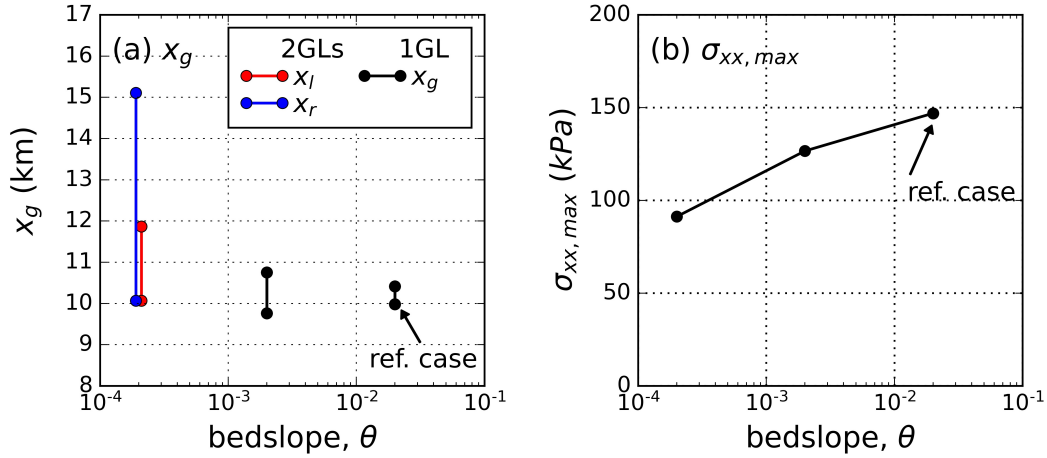 (a) x_g
2GLs 1GL
x_l x_g
x_r
17
16
15
14
13
12
11
10
9
8
x_g (km)
ref. case
10^-4 10^-3 10^-2 10^-1
bedslope, θ
(b) σ_xx,max
200
150
100
50
0
σ_xx,max (kPa)
ref. case
10^-4 10^-3 10^-2 10^-1
bedslope, θ